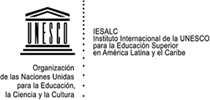 UNESCO
Organización
de las Naciones Unidas
para la Educación,
la Ciencia y la Cultura
IESALC
Instituto Internacional de la UNESCO
para la Educación Superior
en América Latina y el Caribe